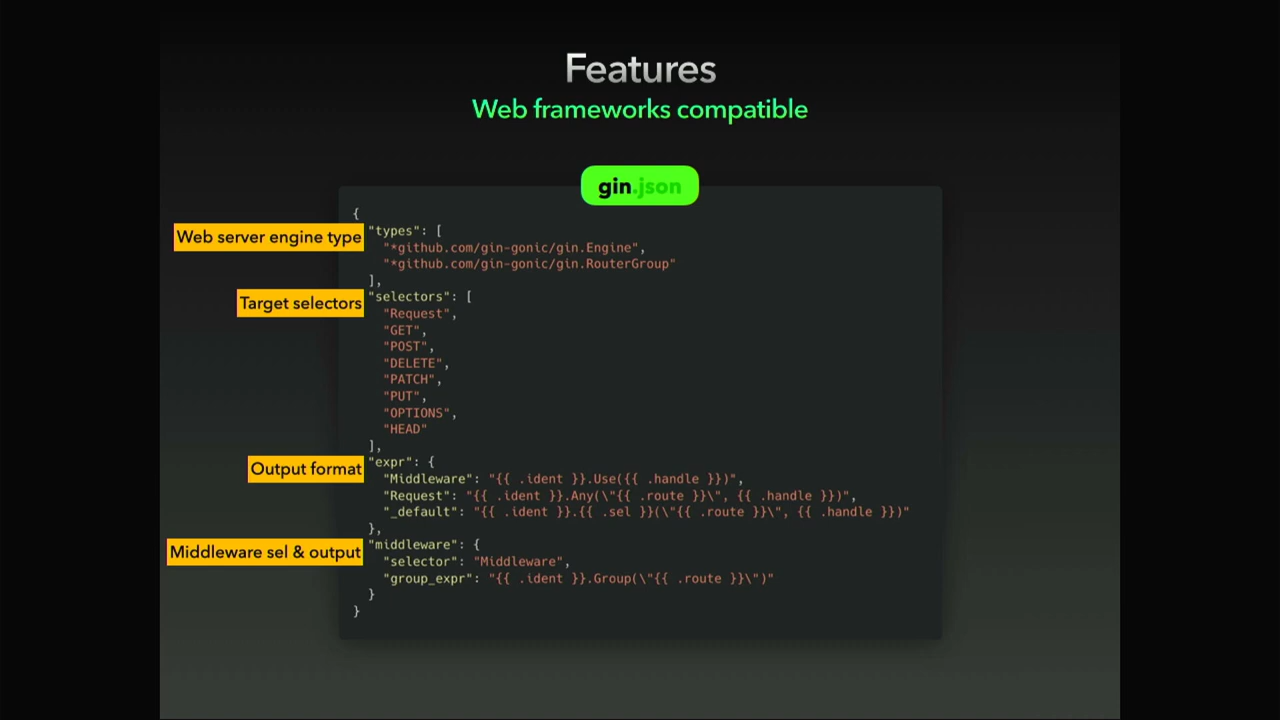 Features
Web frameworks compatible
gin.json
{
Web server engine type
"types": [
"*github.com/gin-gonic/gin.Engine",
"*github.com/gin-gonic/gin.RouterGroup"
],
Target selectors
"selectors": [
"Request",
"GET",
"POST",
"DELETE",
"PATCH",
"PUT",
"OPTIONS",
"HEAD"
],
Output format
"expr": {
"Middleware": "{{ .ident }}.Use({{ .handle }})",
"Request": "{{ .ident }}.Any(\"{{ .route }}\", {{ .handle }})",
"_default": "{{ .ident }}.{{ .sel }}(\"{{ .route }}\", {{ .handle }})"
},
Middleware sel & output
"middleware": {
"selector": "Middleware",
"group_expr": "{{ .ident }}.Group(\"{{ .route }}\")"
}
}